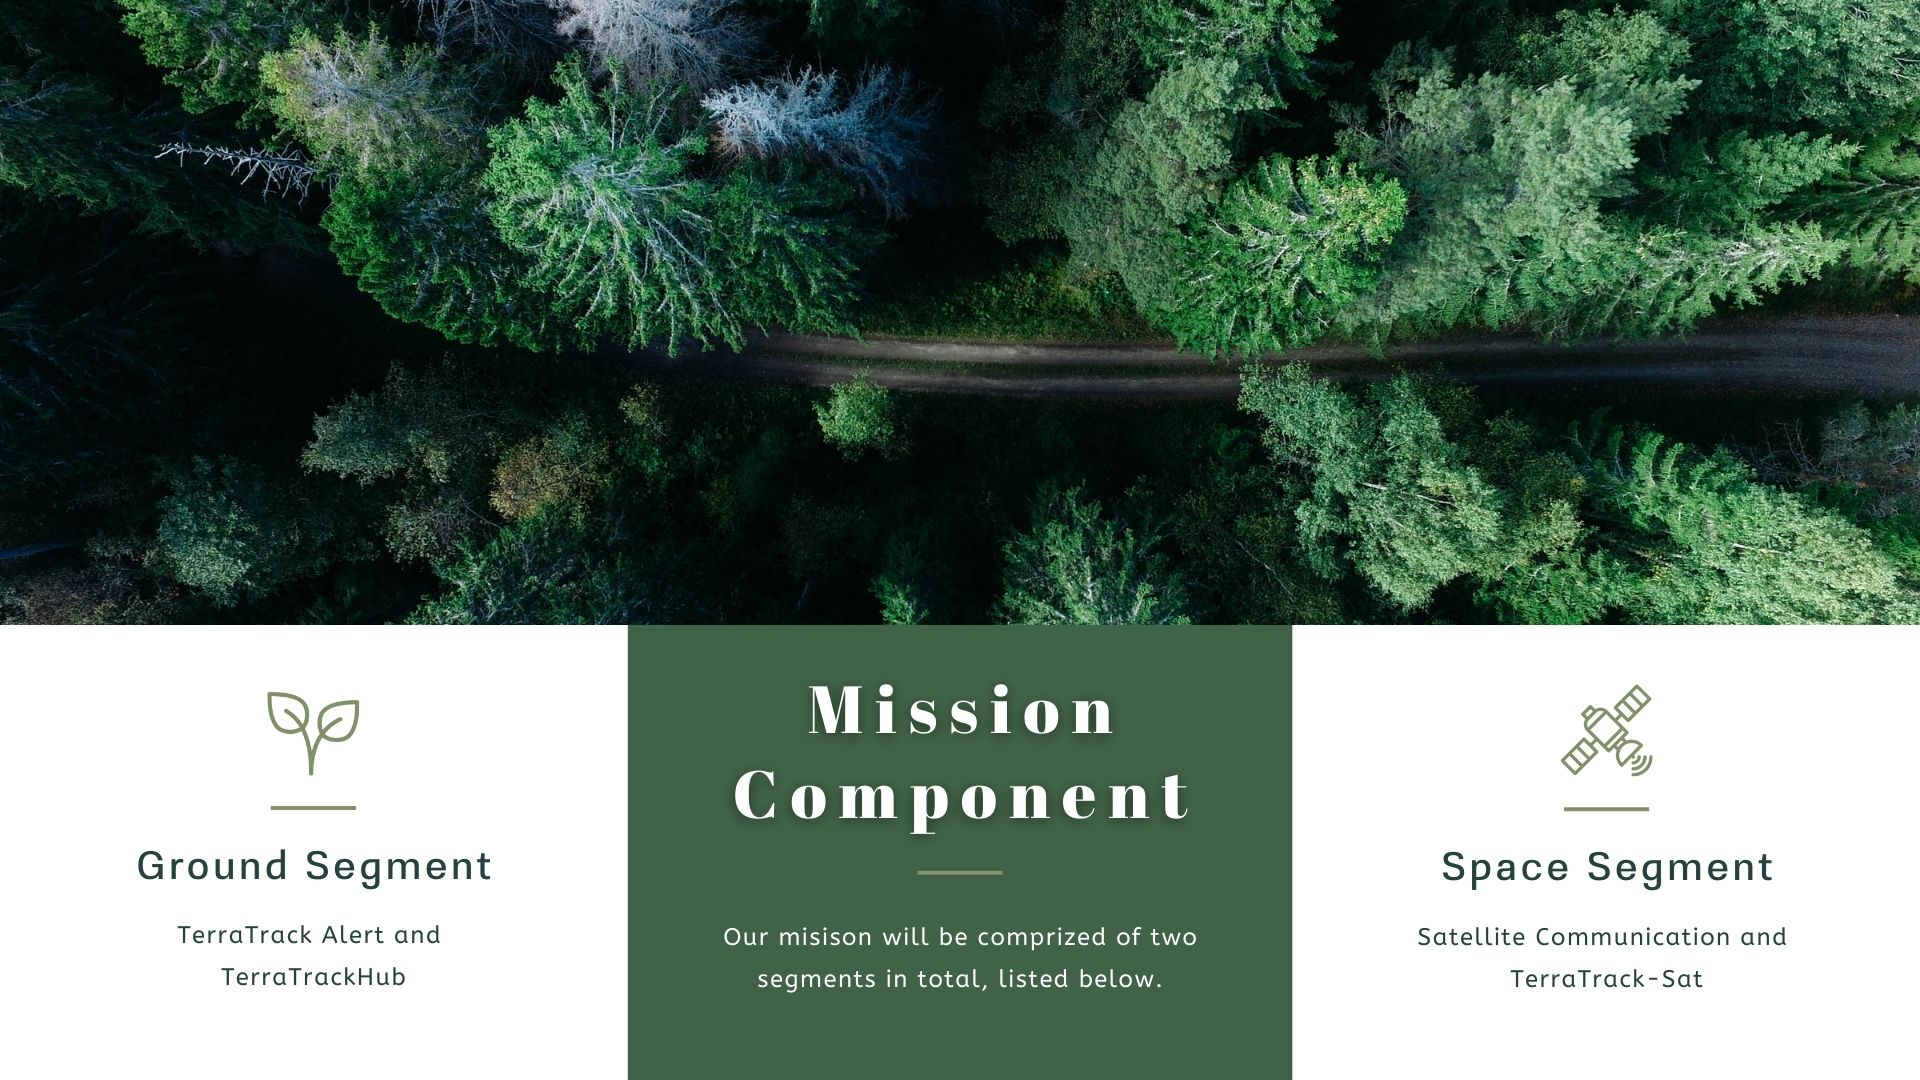 Ground Segment
TerraTrack Alert and
TerraTrackHub
Mission
Component
Our misison will be comprized of two
segments in total, listed below.
Space Segment
Satellite Communication and
TerraTrack-Sat